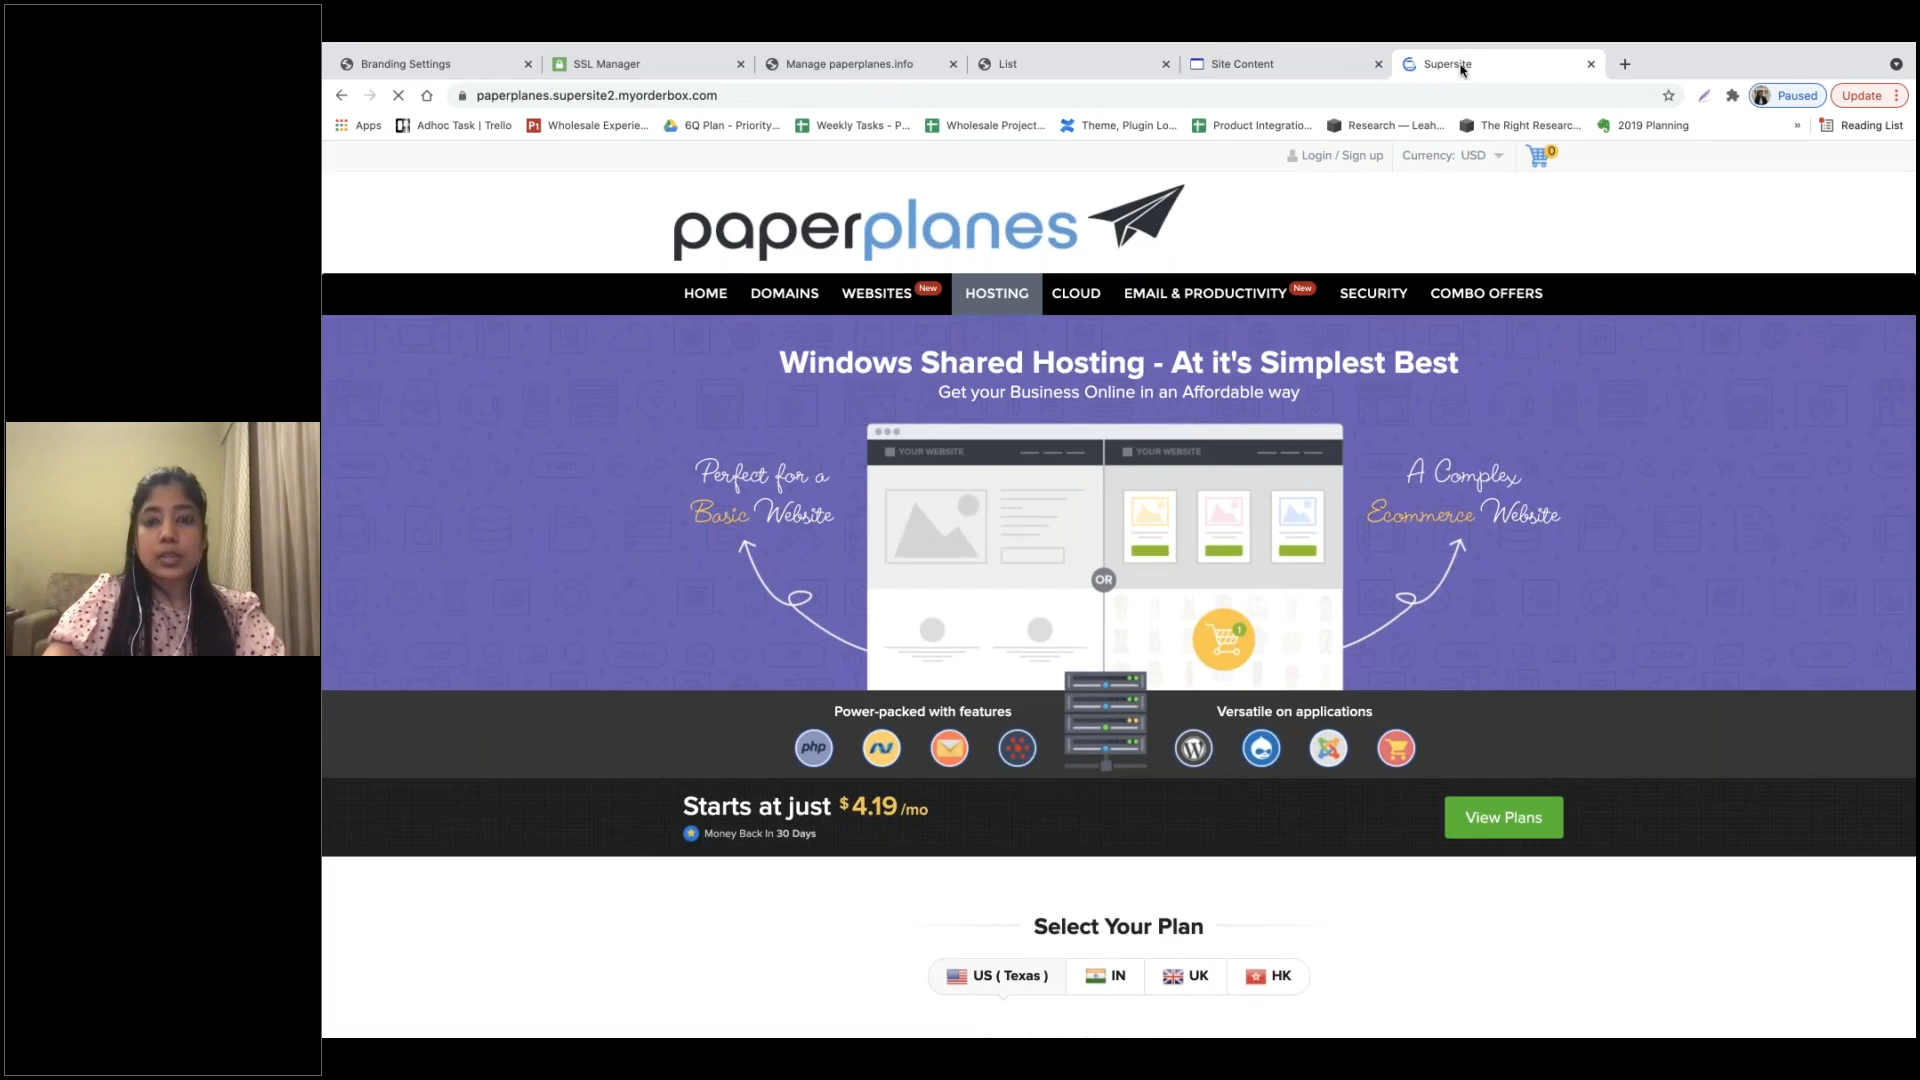 Branding Settings
SSL Manager
Manage paperplanes.info
List
Site Content
Supersite
paperplanes.supersite2.myorderbox.com
Paused
Update
Apps
Adhoc Task | Trello
Wholesale Experie...
6Q Plan - Priority...
Weekly Tasks - P...
Wholesale Project...
Theme, Plugin Lo...
Product Integratio...
Research — Leah...
The Right Researc...
2019 Planning
»
Reading List
Login / Sign up
Currency: USD
0
paperplanes
HOME DOMAINS WEBSITES New HOSTING CLOUD EMAIL & PRODUCTIVITY New SECURITY COMBO OFFERS
Windows Shared Hosting - At it's Simplest Best
Get your Business Online in an Affordable way
YOUR WEBSITE
YOUR WEBSITE
Perfect for a
Basic Website
A Complex
Ecommerce Website
OR
1
Power-packed with features
Versatile on applications
php
Starts at just $4.19/mo
Money Back In 30 Days
View Plans
Select Your Plan
US ( Texas )
IN
UK
HK